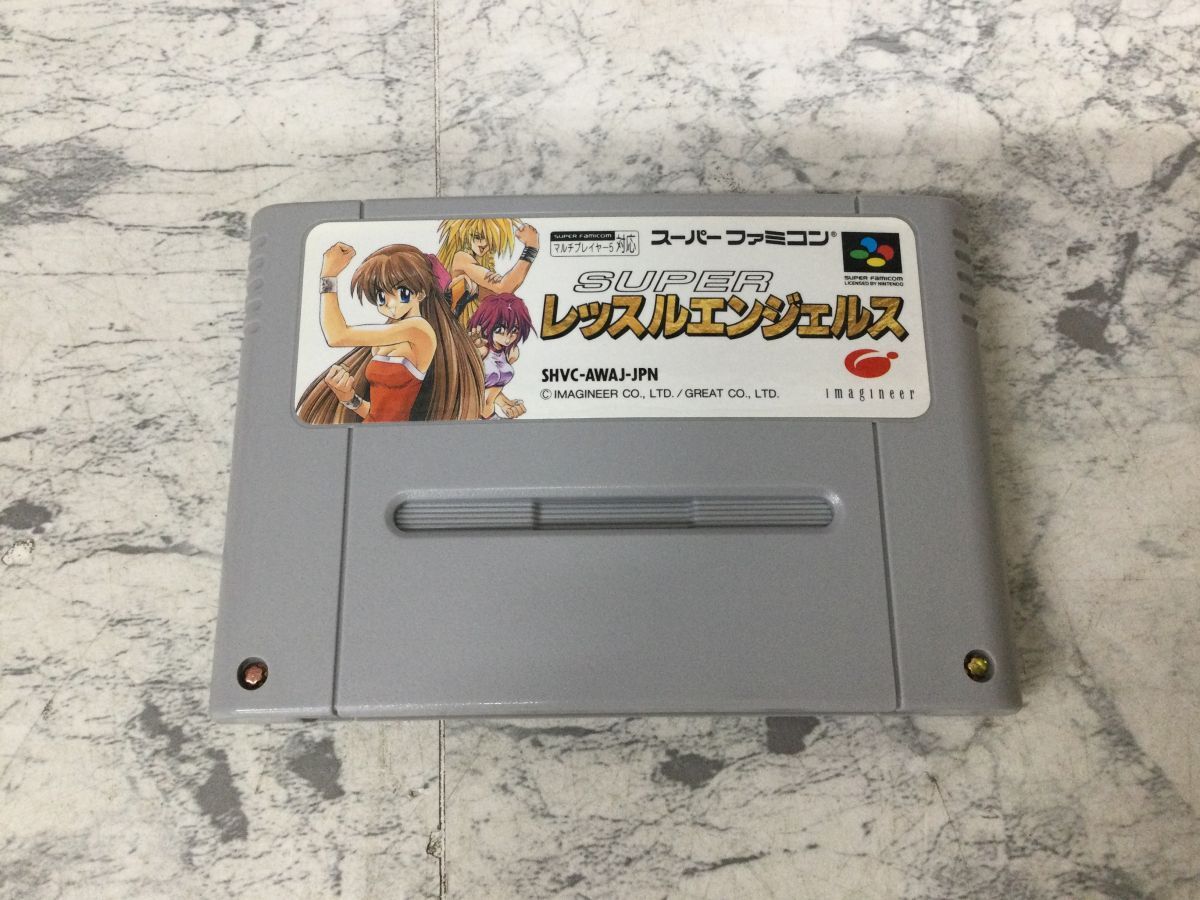 SUPER FAMICOM
マルチプレイヤー5 対応
スーパーファミコン®
SUPER FAMICOM
LICENSED BY NINTENDO
SUPER
レッスルエンジェルス
SHVC-AWAJ-JPN
© IMAGINEER CO., LTD. / GREAT CO., LTD.
imagineer